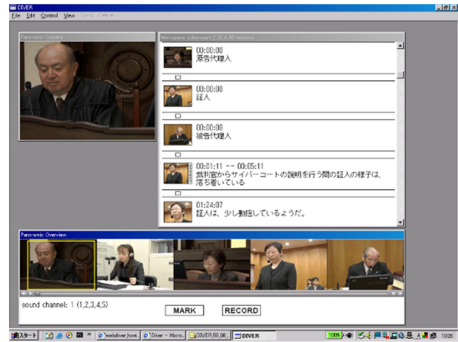 DIVER
File Edit Control View
Panoramic Camera
00:00:00
原告代理人
00:00:00
証人
00:00:00
被告代理人
00:01:11 -- 00:05:11
裁判官からサイバーコートの説明を行う間の証人の様子は、
落ち着いている
01:24:07
証人は、少し動揺しているようだ。
Panoramic Overview
sound channel: 1 (1,2,3,4,5)
MARK RECORD
スタート
DIVER
100%